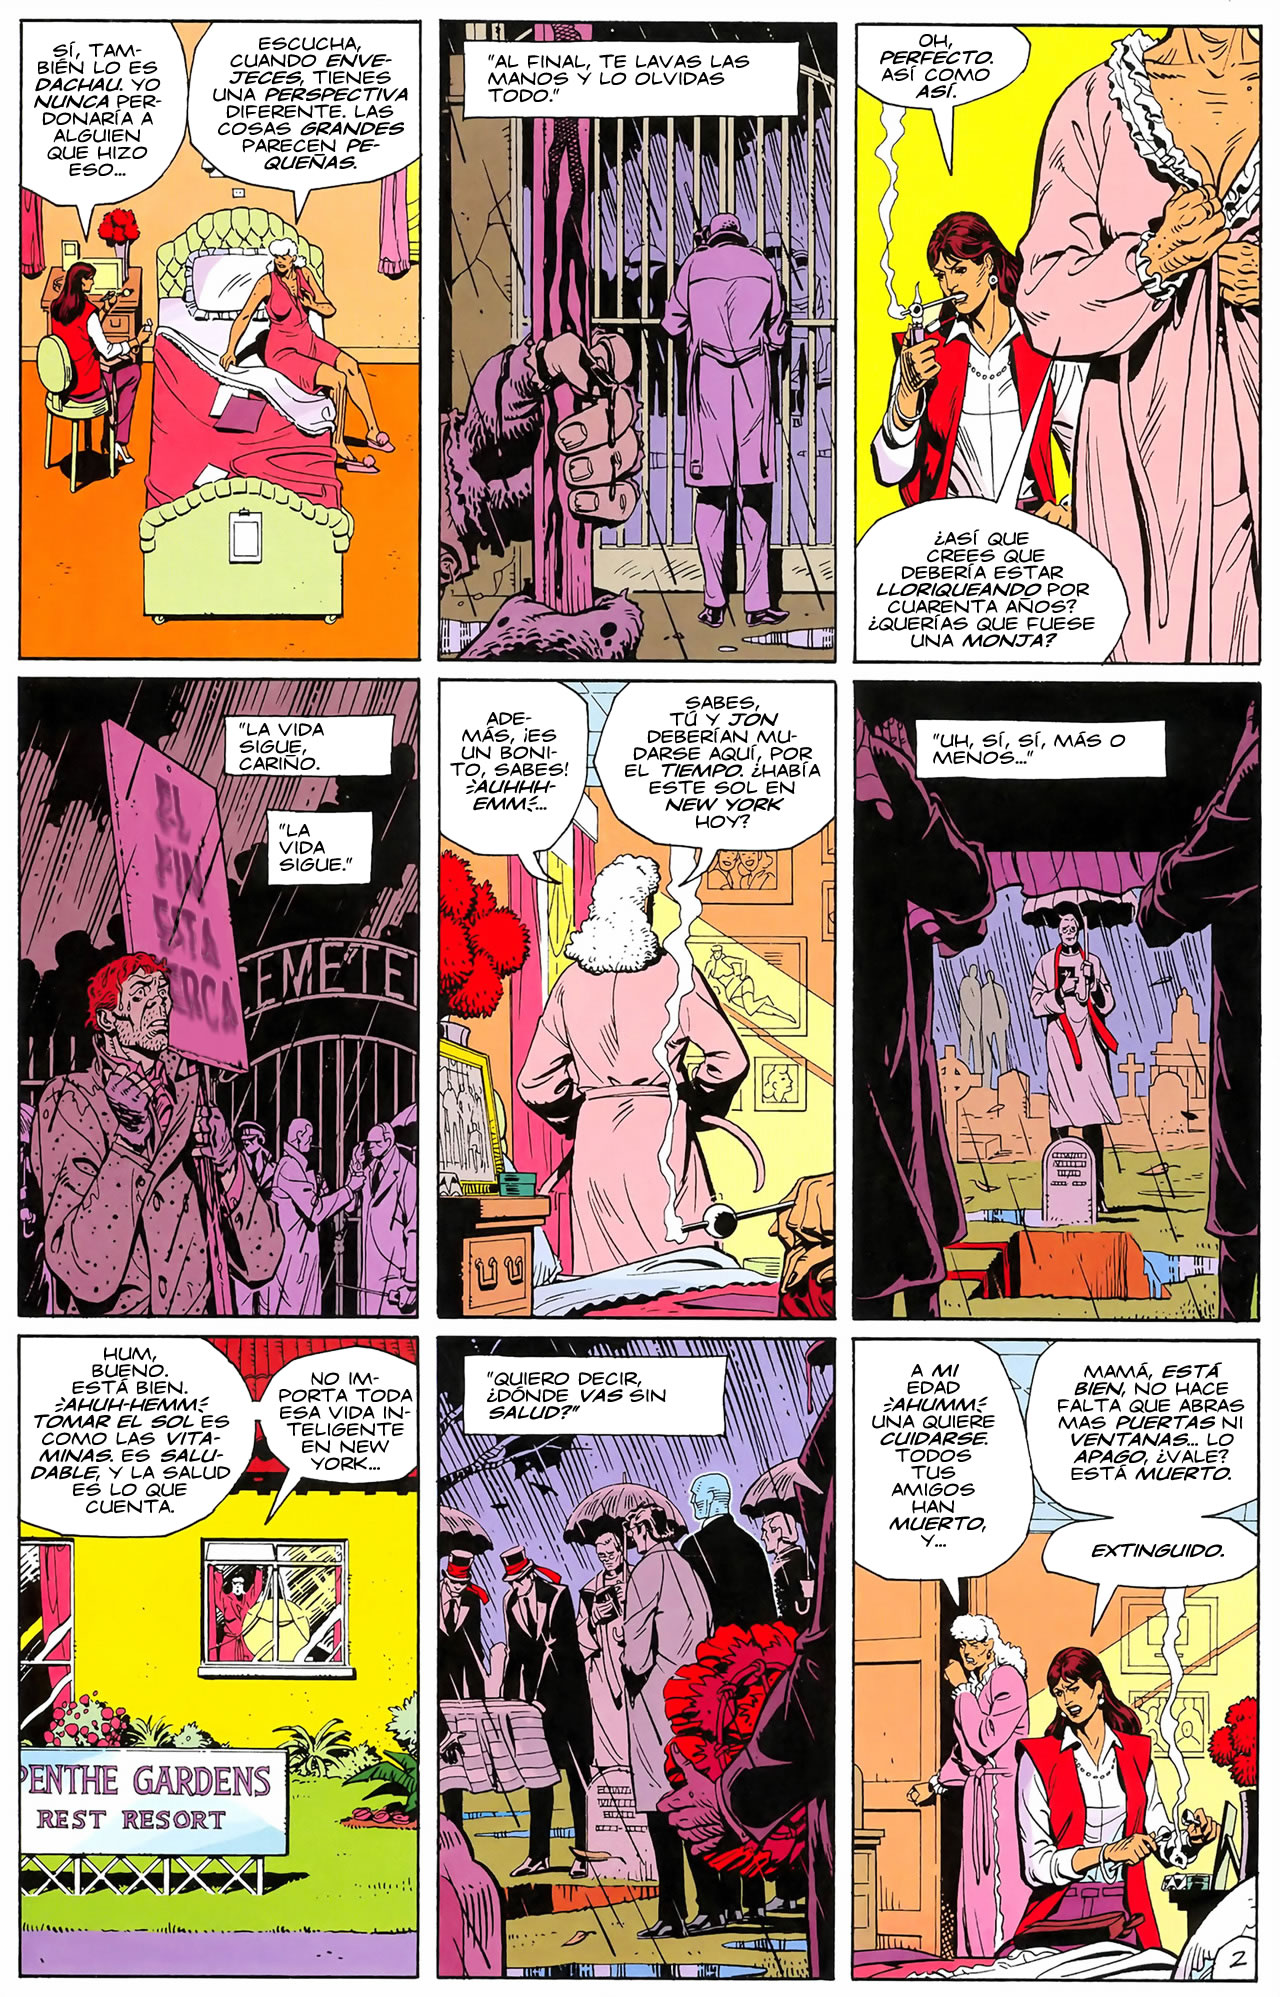 SÍ, TAM-
BIÉN LO ES
DACHAU. YO
NUNCA PER-
DONARÍA A
ALGUIEN
QUE HIZO
ESO...
ESCUCHA,
CUANDO ENVE-
JECES, TIENES
UNA PERSPECTIVA
DIFERENTE. LAS
COSAS GRANDES
PARECEN PE-
QUEÑAS.
"AL FINAL, TE LAVAS LAS
MANOS Y LO OLVIDAS
TODO."
OH,
PERFECTO.
ASÍ COMO
ASÍ.
¿ASÍ QUE
CREES QUE
DEBERÍA ESTAR
LLORIQUEANDO POR
CUARENTA AÑOS?
¿QUERÍAS QUE FUESE
UNA MONJA?
"LA VIDA
SIGUE,
CARIÑO.
"LA
VIDA
SIGUE."
EL
FIN
ESTA
CERCA
CEMETE
ADE-
MÁS, ¡ES
UN BONI-
TO, SABES!
AUHHH-
EMM...
SABES,
TÚ Y JON
DEBERÍAN MU-
DARSE AQUÍ, POR
EL TIEMPO. ¿HABÍA
ESTE SOL EN
NEW YORK
HOY?
"UH, SÍ, SÍ, MÁS O
MENOS..."
HUM,
BUENO.
ESTÁ BIEN.
AHUH-HEMM
TOMAR EL SOL ES
COMO LAS VITA-
MINAS. ES SALU-
DABLE, Y LA SALUD
ES LO QUE
CUENTA.
NO IM-
PORTA TODA
ESA VIDA IN-
TELIGENTE
EN NEW
YORK...
PENTHE GARDENS
REST RESORT
"QUIERO DECIR,
¿DÓNDE VAS SIN
SALUD?"
A MI
EDAD
AHUMM
UNA QUIERE
CUIDARSE.
TODOS
TUS
AMIGOS
HAN
MUERTO,
Y...
MAMÁ, ESTÁ
BIEN, NO HACE
FALTA QUE ABRAS
MAS PUERTAS NI
VENTANAS... LO
APAGO, ¿VALE?
ESTÁ MUERTO.
EXTINGUIDO.
2